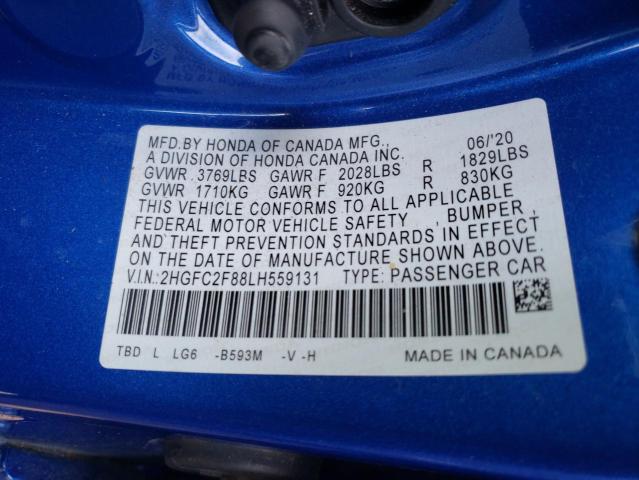 MFD.BY HONDA OF CANADA MFG., 06/'20
A DIVISION OF HONDA CANADA INC.
GVWR 3769LBS GAWR F 2028LBS R 1829LBS
GVWR 1710KG GAWR F 920KG R 830KG
THIS VEHICLE CONFORMS TO ALL APPLICABLE
FEDERAL MOTOR VEHICLE SAFETY , BUMPER ,
AND THEFT PREVENTION STANDARDS IN EFFECT
ON THE DATE OF MANUFACTURE SHOWN ABOVE.
V.I.N.: 2HGFC2F88LH559131 TYPE: PASSENGER CAR
TBD L LG6 -B593M -V -H MADE IN CANADA